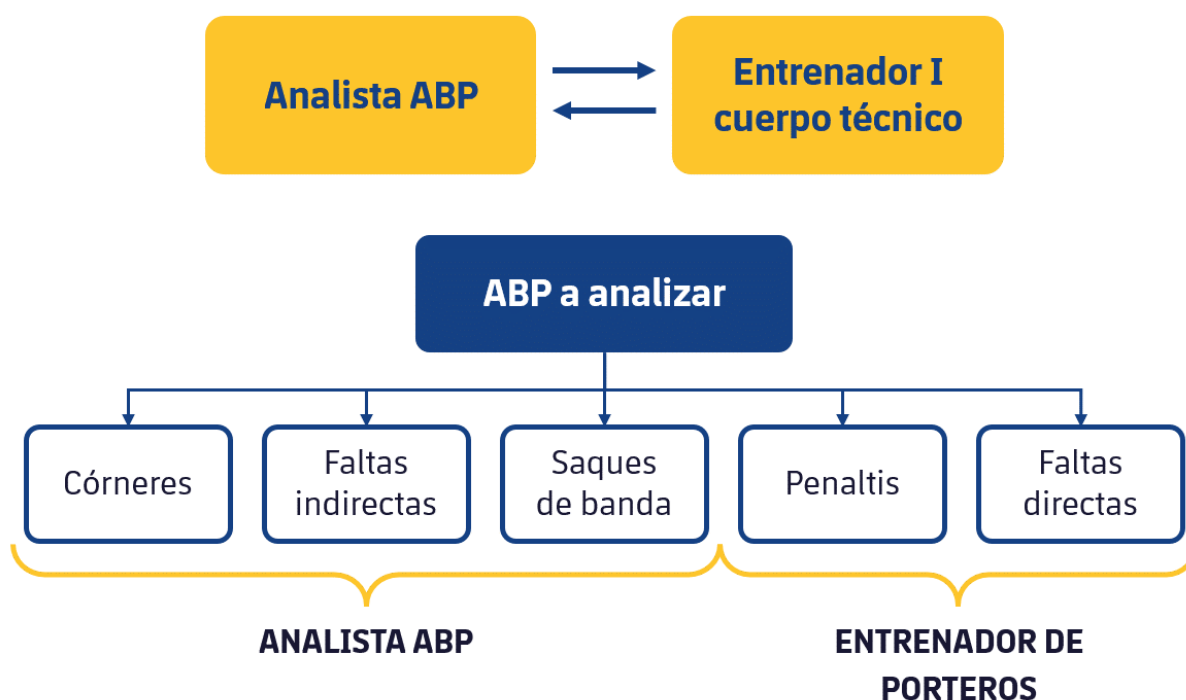 Analista ABP
Entrenador I
cuerpo técnico
ABP a analizar
Córneres
Faltas
indirectas
Saques
de banda
Penaltis
Faltas
directas
ANALISTA ABP
ENTRENADOR DE
PORTEROS